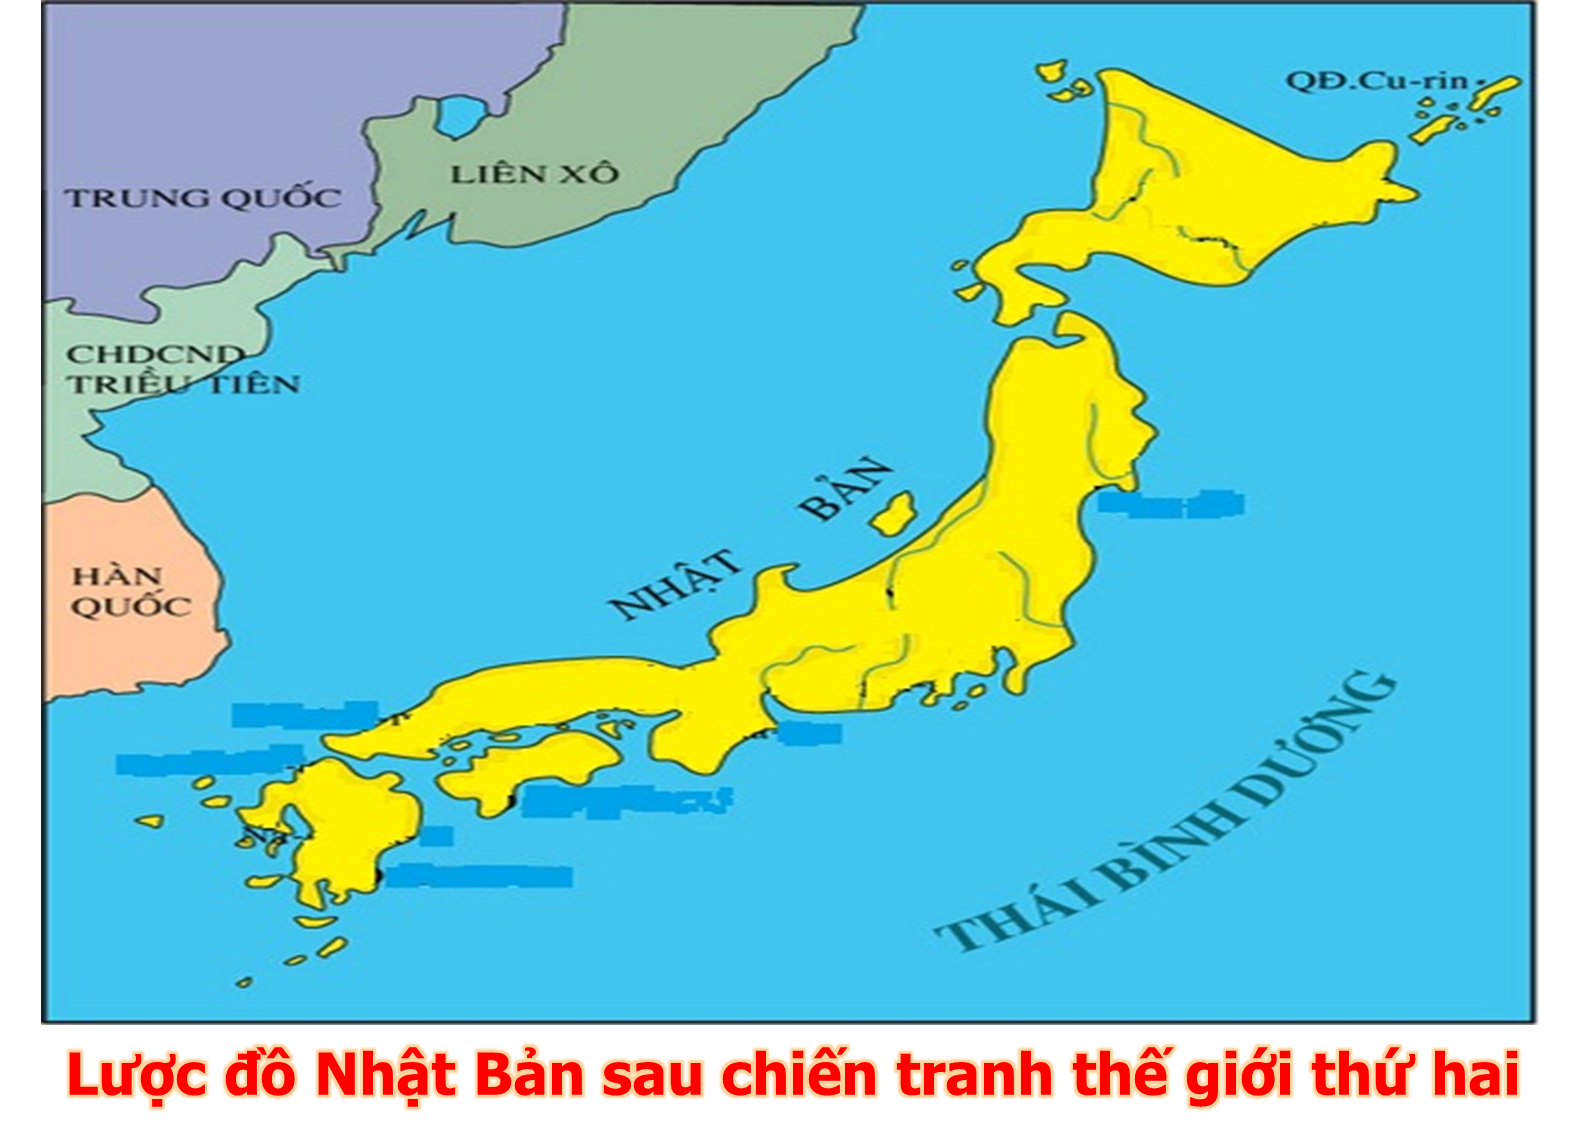 QĐ.Cu-rin
LIÊN XÔ
TRUNG QUỐC
CHDCND
TRIỀU TIÊN
BẢN
NHẬT
HÀN
QUỐC
THÁI BÌNH DƯƠNG
Lược đồ Nhật Bản sau chiến tranh thế giới thứ hai